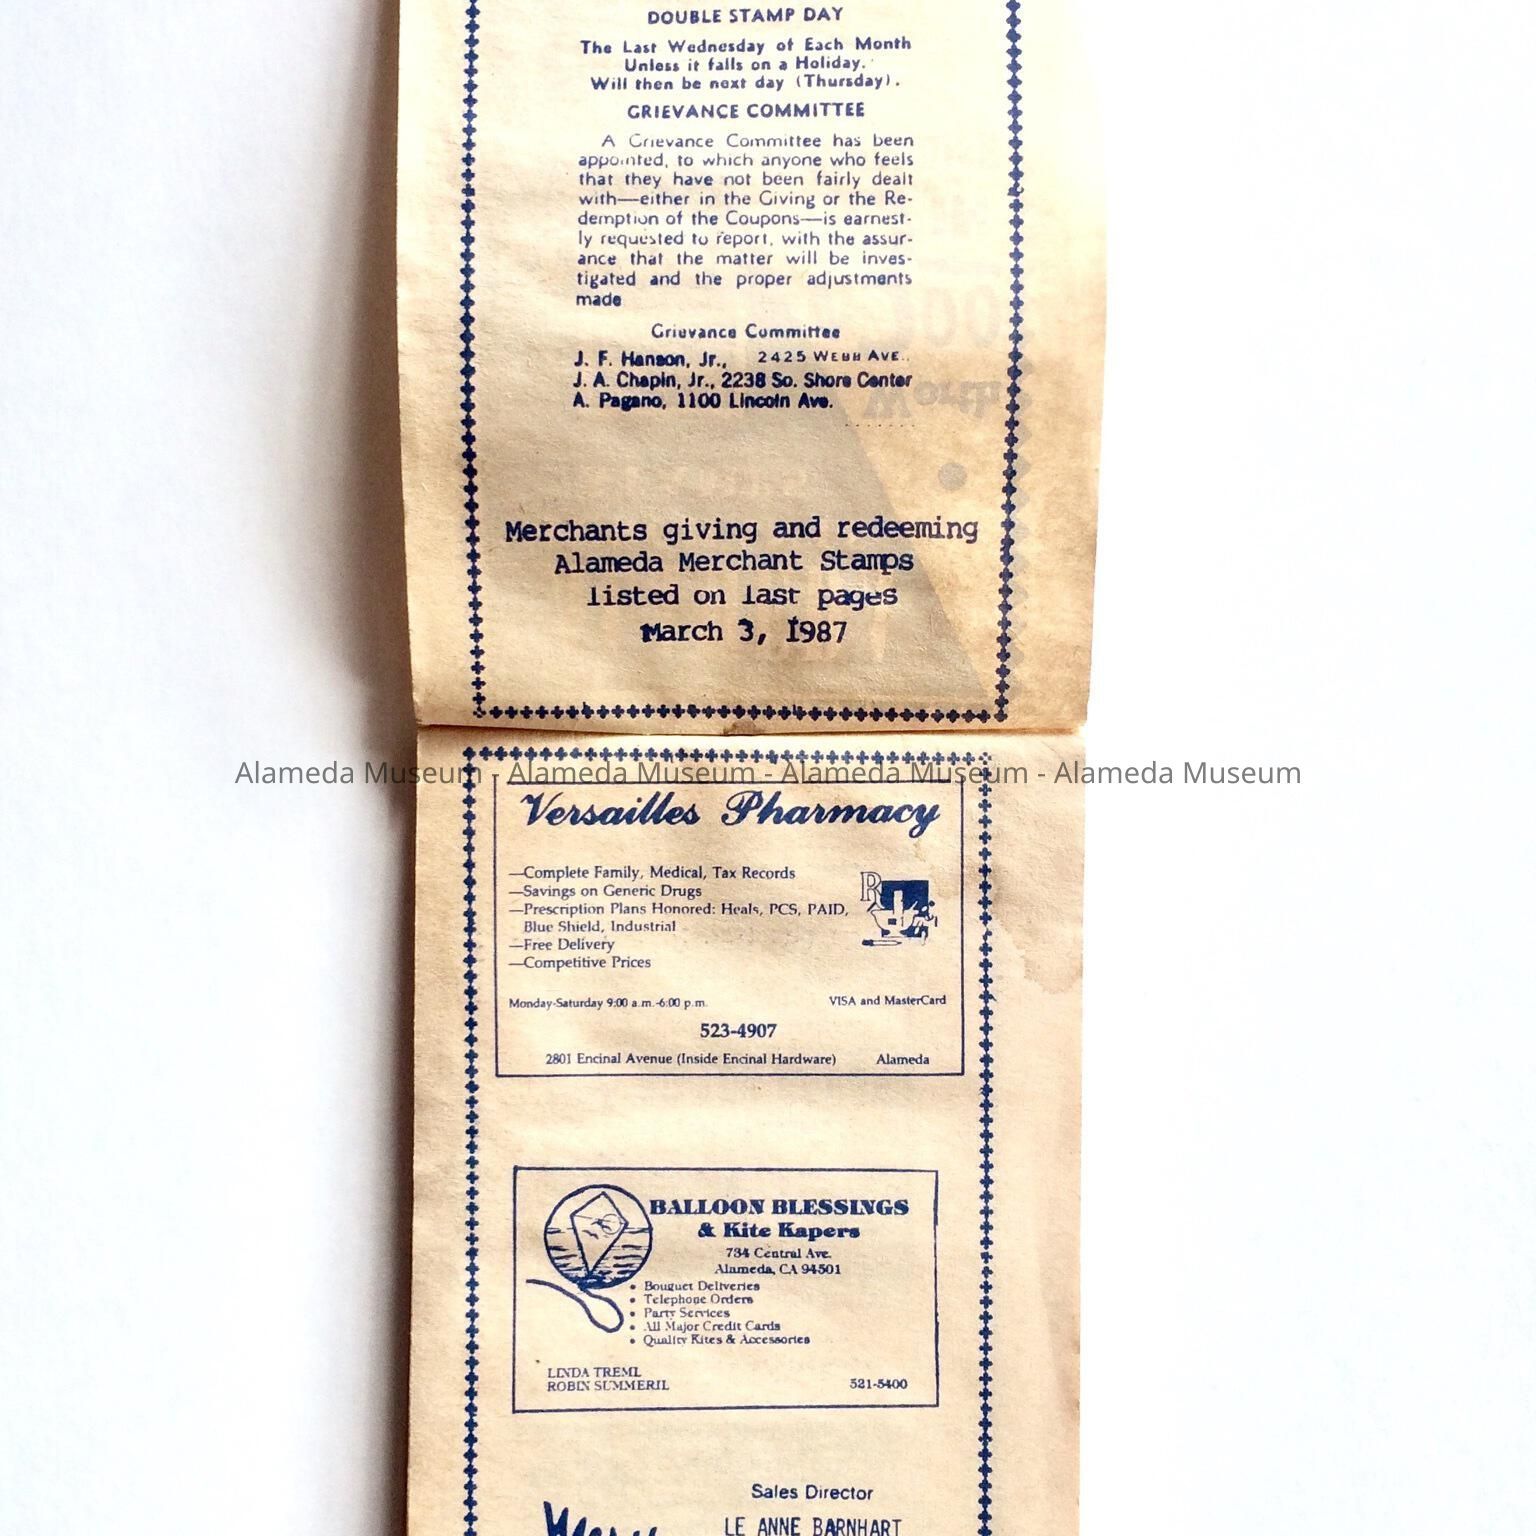 DOUBLE STAMP DAY
The Last Wednesday of Each Month
Unless it falls on a Holiday.
Will then be next day (Thursday).
GRIEVANCE COMMITTEE
A Grievance Committee has been
appointed, to which anyone who feels
that they have not been fairly dealt
with—either in the Giving or the Re-
demption of the Coupons—is earnest-
ly requested to report, with the assur-
ance that the matter will be inves-
tigated and the proper adjustments
made
Grievance Committee
J. F. Hanson, Jr., 2425 WEBB AVE.
J. A. Chapin, Jr., 2238 So. Shore Center
A. Pagano, 1100 Lincoln Ave.
Merchants giving and redeeming
Alameda Merchant Stamps
listed on last pages
March 3, 1987
Alameda Museum - Alameda Museum - Alameda Museum - Alameda Museum
Versailles Pharmacy
—Complete Family, Medical, Tax Records
—Savings on Generic Drugs
—Prescription Plans Honored: Heals, PCS, PAID,
Blue Shield, Industrial
—Free Delivery
—Competitive Prices
Monday-Saturday 9:00 a.m.-6:00 p.m. VISA and MasterCard
523-4907
2801 Encinal Avenue (Inside Encinal Hardware) Alameda
BALLOON BLESSINGS
& Kite Kapers
734 Central Ave.
Alameda, CA 94501
• Bouquet Deliveries
• Telephone Orders
• Party Services
• All Major Credit Cards
• Quality Kites & Accessories
LINDA TREML
ROBIN SUMMERIL 521-5400
Sales Director
LE ANNE BARNHART